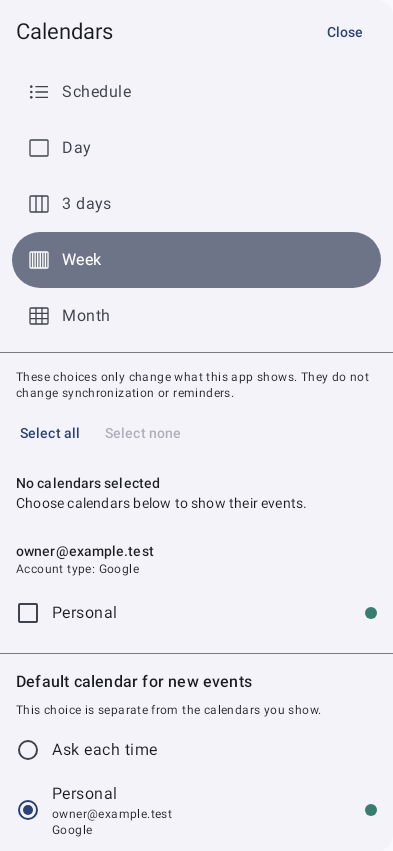 Calendars
Close
Schedule
Day
3 days
Week
Month
These choices only change what this app shows. They do not
change synchronization or reminders.
Select all
Select none
No calendars selected
Choose calendars below to show their events.
owner@example.test
Account type: Google
Personal
Default calendar for new events
This choice is separate from the calendars you show.
Ask each time
Personal
owner@example.test
Google